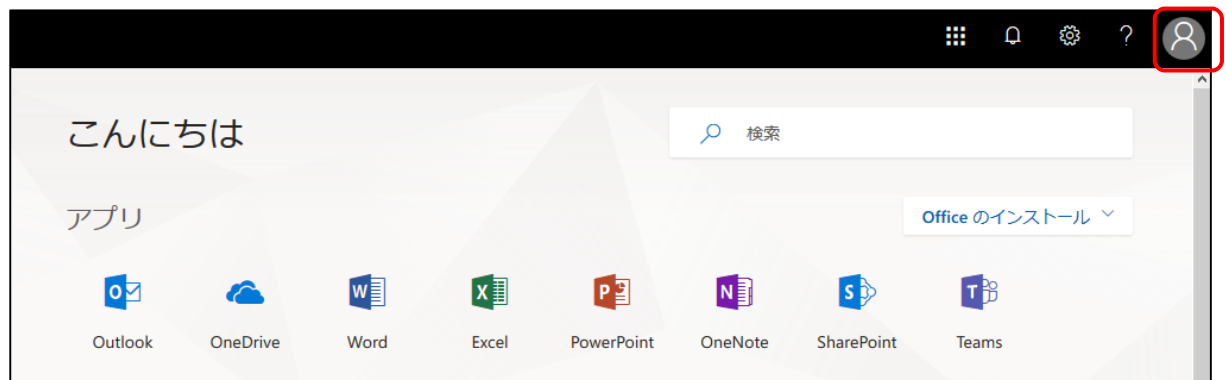 ?
こんにちは
検索
アプリ
Office のインストール
Outlook
OneDrive
Word
Excel
PowerPoint
OneNote
SharePoint
Teams